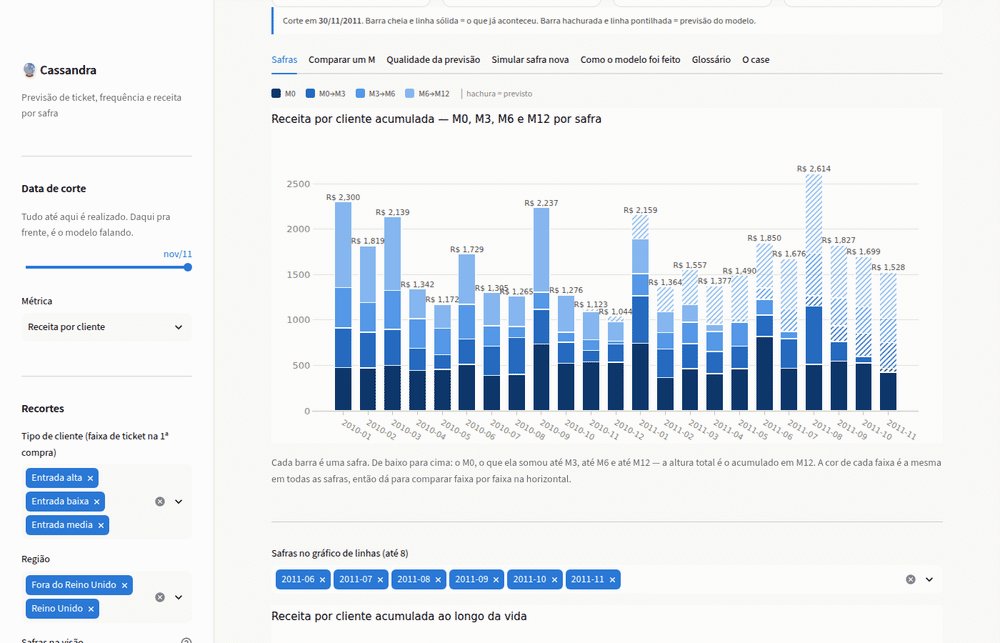 Cassandra
Previsão de ticket, frequência e receita
por safra
Data de corte
Tudo até aqui é realizado. Daqui pra
frente, é o modelo falando.
nov/11
Métrica
Receita por cliente
Recortes
Tipo de cliente (faixa de ticket na 1ª
compra)
Entrada alta ×
Entrada baixa ×
Entrada media ×
Região
Fora do Reino Unido ×
Reino Unido ×
Safras na visão
Corte em 30/11/2011. Barra cheia e linha sólida = o que já aconteceu. Barra hachurada e linha pontilhada = previsão do modelo.
Safras Comparar um M Qualidade da previsão Simular safra nova Como o modelo foi feito Glossário O case
M0 M0→M3 M3→M6 M6→M12 hachura = previsto
Receita por cliente acumulada — M0, M3, M6 e M12 por safra
2500
2000
1500
1000
500
0
R$ 2,300 R$ 1,819 R$ 2,139 R$ 1,342 R$ 1,172 R$ 1,729 R$ 1,305 R$ 1,265 R$ 2,237 R$ 1,276 R$ 1,123 R$ 1,044 R$ 2,159 R$ 1,364 R$ 1,557 R$ 1,377 R$ 1,490 R$ 1,850 R$ 1,676 R$ 2,614 R$ 1,827 R$ 1,699 R$ 1,528
2010-01 2010-02 2010-03 2010-04 2010-05 2010-06 2010-07 2010-08 2010-09 2010-10 2010-11 2010-12 2011-01 2011-02 2011-03 2011-04 2011-05 2011-06 2011-07 2011-08 2011-09 2011-10 2011-11
Cada barra é uma safra. De baixo para cima: o M0, o que ela somou até M3, até M6 e até M12 — a altura total é o acumulado em M12. A cor de cada faixa é a mesma
em todas as safras, então dá para comparar faixa por faixa na horizontal.
Safras no gráfico de linhas (até 8)
2011-06 × 2011-07 × 2011-08 × 2011-09 × 2011-10 × 2011-11 ×
Receita por cliente acumulada ao longo da vida